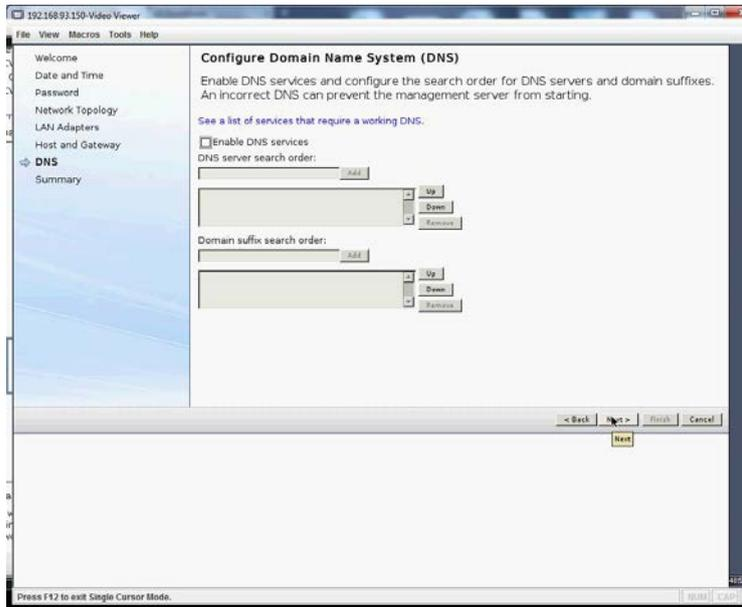 192.168.93.150-Video Viewer
File View Macros Tools Help
Welcome
Date and Time
Password
Network Topology
LAN Adapters
Host and Gateway
DNS
Summary
Configure Domain Name System (DNS)
Enable DNS services and configure the search order for DNS servers and domain suffixes.
An incorrect DNS can prevent the management server from starting.
See a list of services that require a working DNS.
Enable DNS services
DNS server search order:
Add
Up
Down
Remove
Domain suffix search order:
Add
Up
Down
Remove
< Back Next > Finish Cancel
Next
Press F12 to exit Single Cursor Mode.
NUM CAP